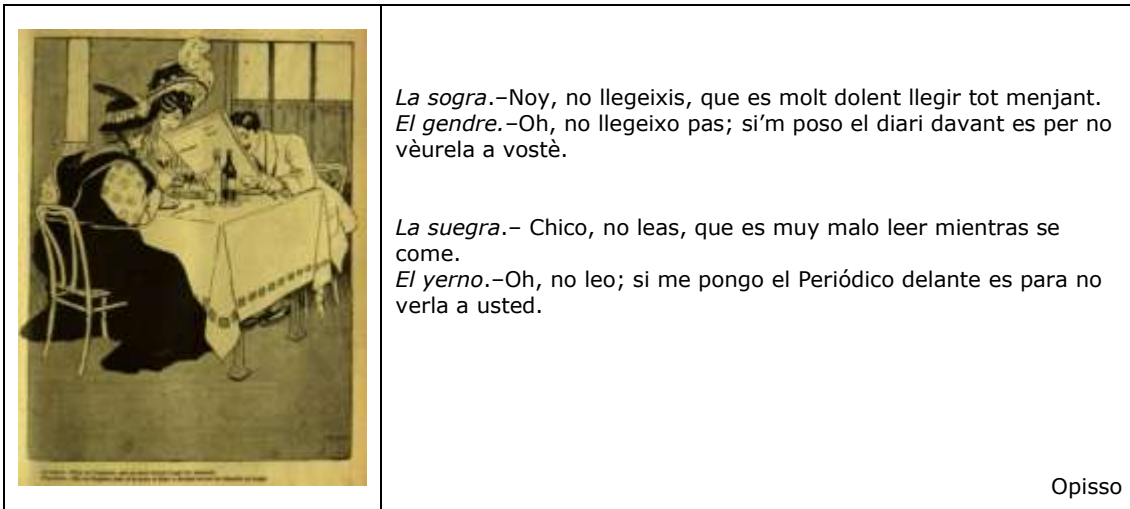 La sogra.–Noy, no llegeixis, que es molt dolent llegir tot menjant.
El gendre.–Oh, no llegeixo pas; si’m poso el diari davant es per no
vèurela a vostè.
La suegra.– Chico, no leas, que es muy malo leer mientras se
come.
El yerno.–Oh, no leo; si me pongo el Periódico delante es para no
verla a usted.
Opisso